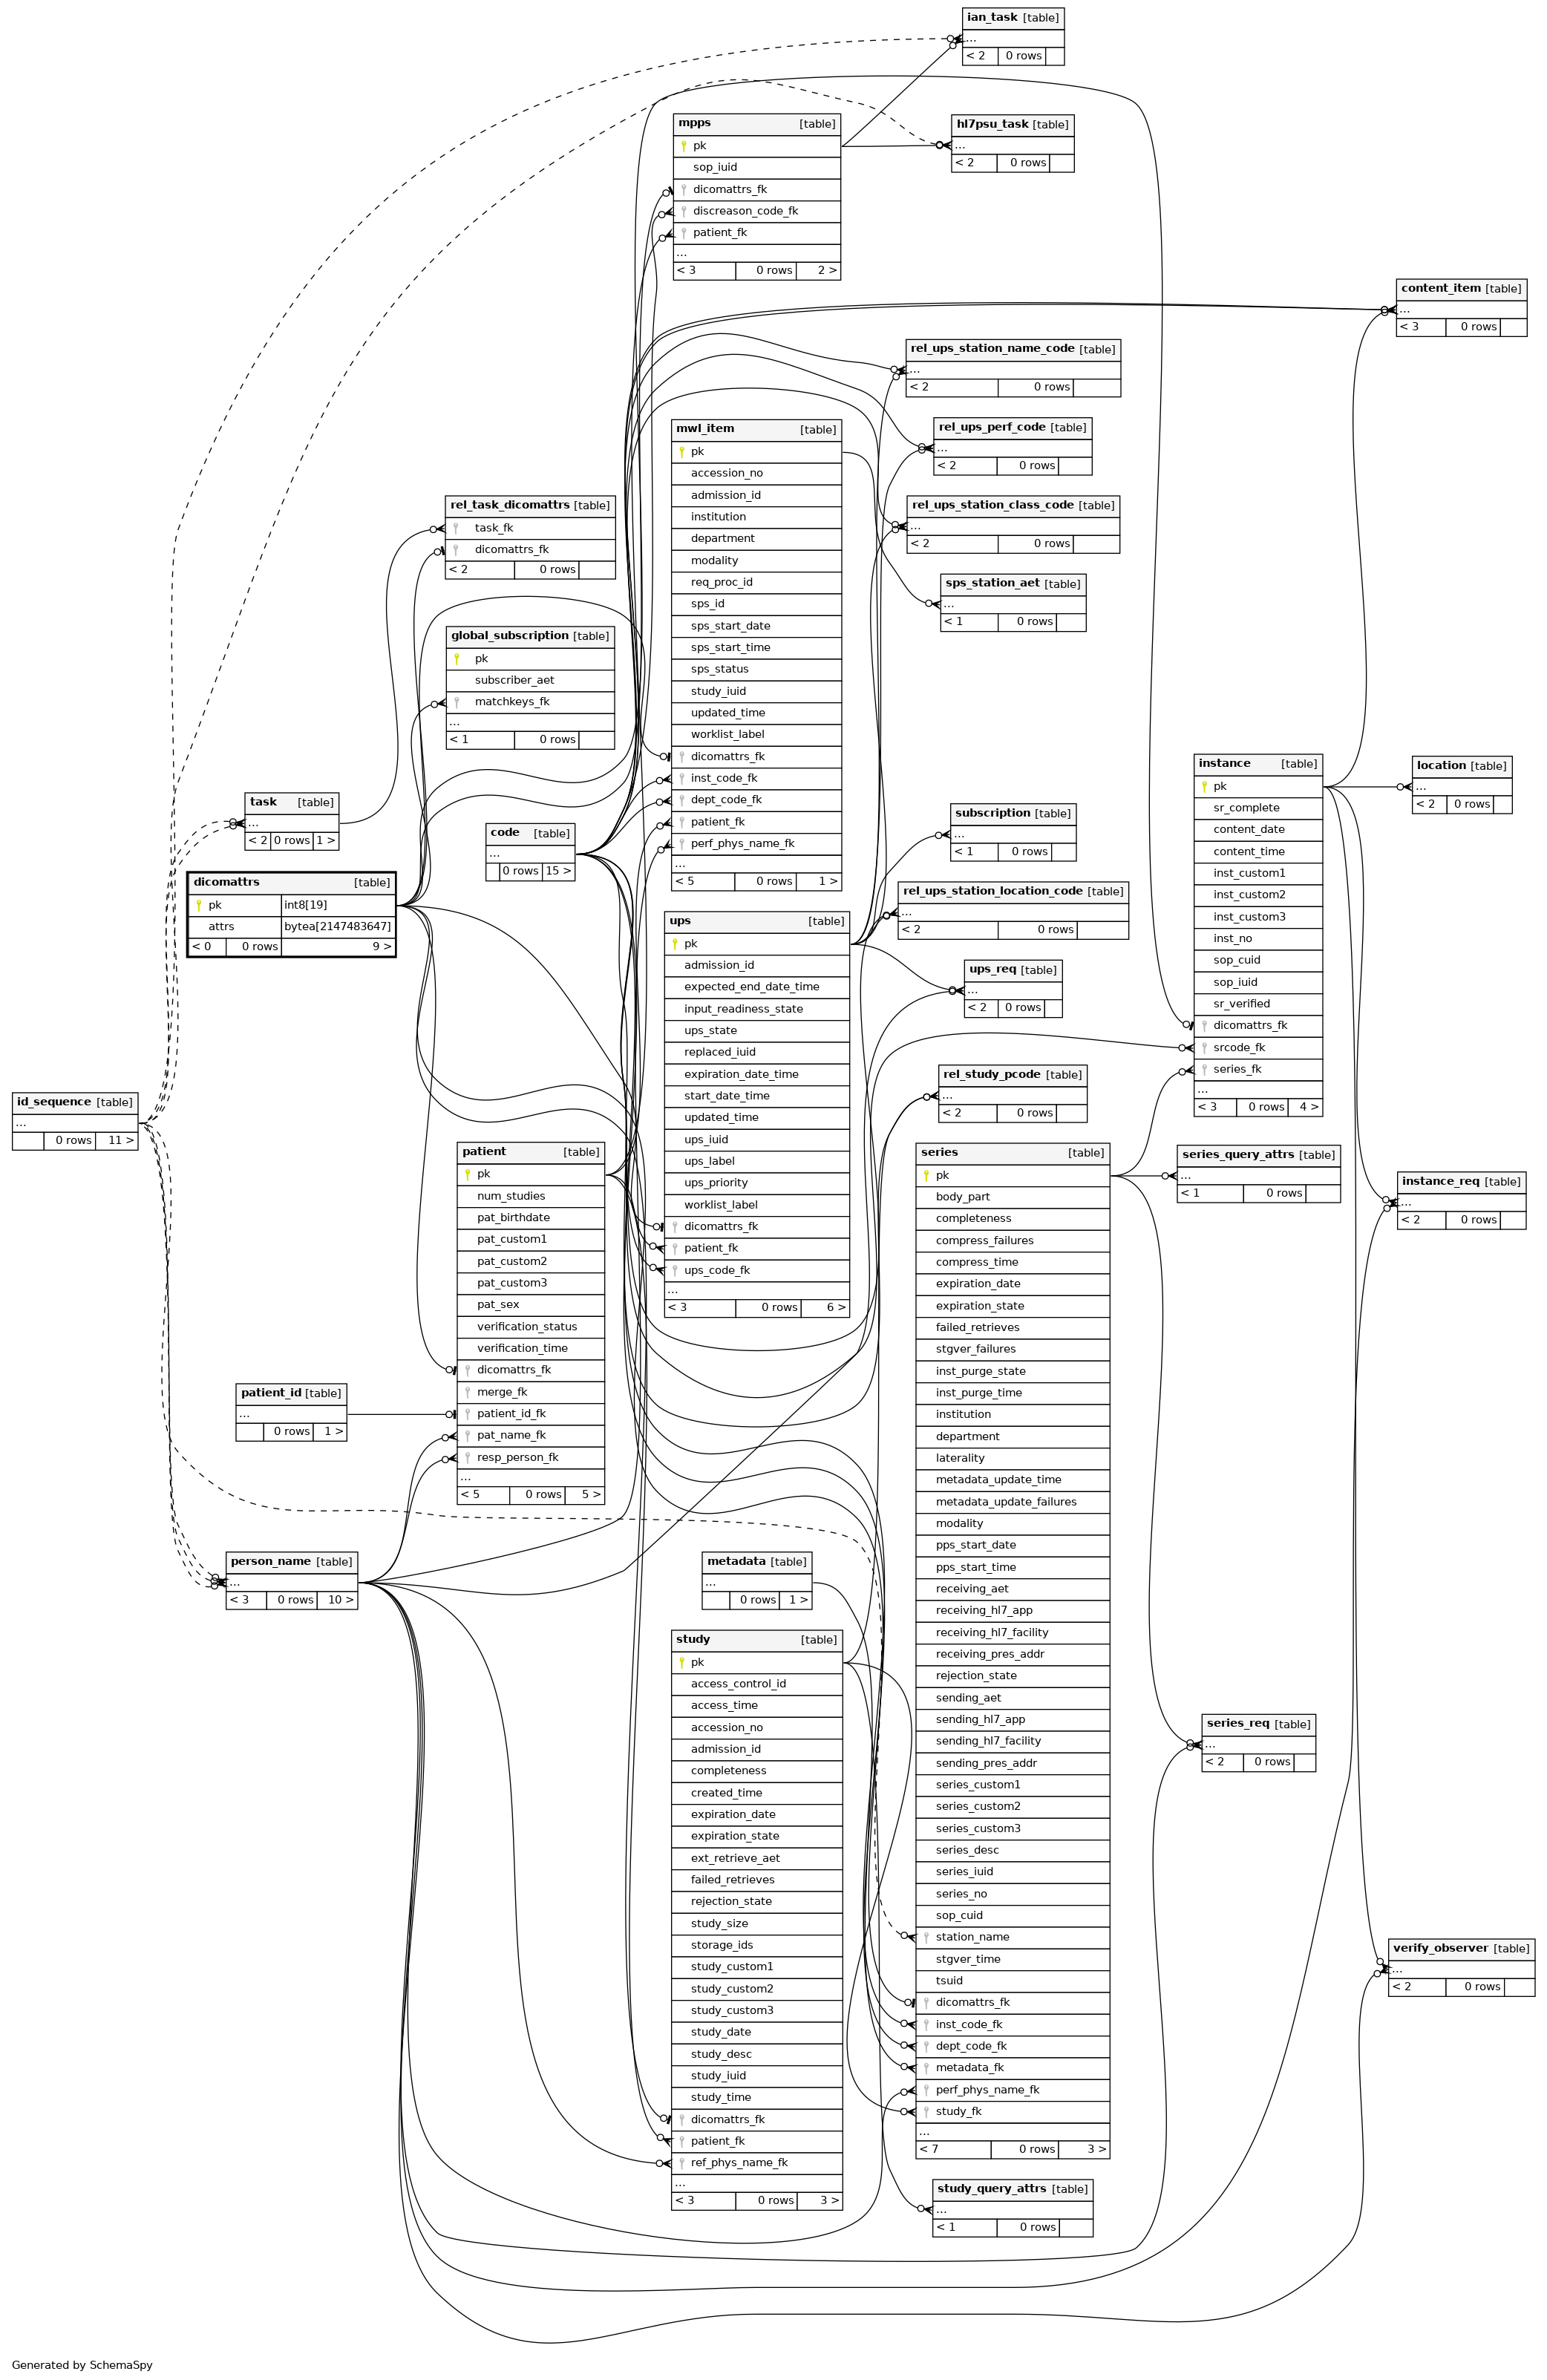 ian_task [table]
...
< 2 0 rows
mpps [table]
pk
sop_iuid
dicomattrs_fk
discreason_code_fk
patient_fk
...
< 3 0 rows 2 >
hl7psu_task [table]
...
< 2 0 rows
content_item [table]
...
< 3 0 rows
rel_ups_station_name_code [table]
...
< 2 0 rows
rel_ups_perf_code [table]
...
< 2 0 rows
mwl_item [table]
pk
accession_no
admission_id
institution
department
modality
req_proc_id
sps_id
sps_start_date
sps_start_time
sps_status
study_iuid
updated_time
worklist_label
dicomattrs_fk
inst_code_fk
dept_code_fk
patient_fk
perf_phys_name_fk
...
< 5 0 rows 1 >
rel_ups_station_class_code [table]
...
< 2 0 rows
rel_task_dicomattrs [table]
task_fk
dicomattrs_fk
< 2 0 rows
sps_station_aet [table]
...
< 1 0 rows
global_subscription [table]
pk
subscriber_aet
matchkeys_fk
...
< 1 0 rows
instance [table]
pk
sr_complete
content_date
content_time
inst_custom1
inst_custom2
inst_custom3
inst_no
sop_cuid
sop_iuid
sr_verified
dicomattrs_fk
srcode_fk
series_fk
...
< 3 0 rows 4 >
location [table]
...
< 2 0 rows
task [table]
...
< 2 0 rows 1 >
code [table]
...
0 rows 15 >
subscription [table]
...
< 1 0 rows
dicomattrs [table]
pk int8[19]
attrs bytea[2147483647]
< 0 0 rows 9 >
rel_ups_station_location_code [table]
...
< 2 0 rows
ups [table]
pk
admission_id
expected_end_date_time
input_readiness_state
ups_state
replaced_iuid
expiration_date_time
start_date_time
updated_time
ups_iuid
ups_label
ups_priority
worklist_label
dicomattrs_fk
patient_fk
ups_code_fk
...
< 3 0 rows 6 >
ups_req [table]
...
< 2 0 rows
rel_study_pcode [table]
...
< 2 0 rows
id_sequence [table]
...
0 rows 11 >
patient [table]
pk
num_studies
pat_birthdate
pat_custom1
pat_custom2
pat_custom3
pat_sex
verification_status
verification_time
dicomattrs_fk
merge_fk
patient_id_fk
pat_name_fk
resp_person_fk
...
< 5 0 rows 5 >
series [table]
pk
body_part
completeness
compress_failures
compress_time
expiration_date
expiration_state
failed_retrieves
stgver_failures
inst_purge_state
inst_purge_time
institution
department
laterality
metadata_update_time
metadata_update_failures
modality
pps_start_date
pps_start_time
receiving_aet
receiving_hl7_app
receiving_hl7_facility
receiving_pres_addr
rejection_state
sending_aet
sending_hl7_app
sending_hl7_facility
sending_pres_addr
series_custom1
series_custom2
series_custom3
series_desc
series_iuid
series_no
sop_cuid
station_name
stgver_time
tsuid
dicomattrs_fk
inst_code_fk
dept_code_fk
metadata_fk
perf_phys_name_fk
study_fk
...
< 7 0 rows 3 >
series_query_attrs [table]
...
< 1 0 rows
instance_req [table]
...
< 2 0 rows
patient_id [table]
...
0 rows 1 >
person_name [table]
...
< 3 0 rows 10 >
metadata [table]
...
0 rows 1 >
study [table]
pk
access_control_id
access_time
accession_no
admission_id
completeness
created_time
expiration_date
expiration_state
ext_retrieve_aet
failed_retrieves
rejection_state
study_size
storage_ids
study_custom1
study_custom2
study_custom3
study_date
study_desc
study_iuid
study_time
dicomattrs_fk
patient_fk
ref_phys_name_fk
...
< 3 0 rows 3 >
series_req [table]
...
< 2 0 rows
verify_observer [table]
...
< 2 0 rows
study_query_attrs [table]
...
< 1 0 rows
Generated by SchemaSpy